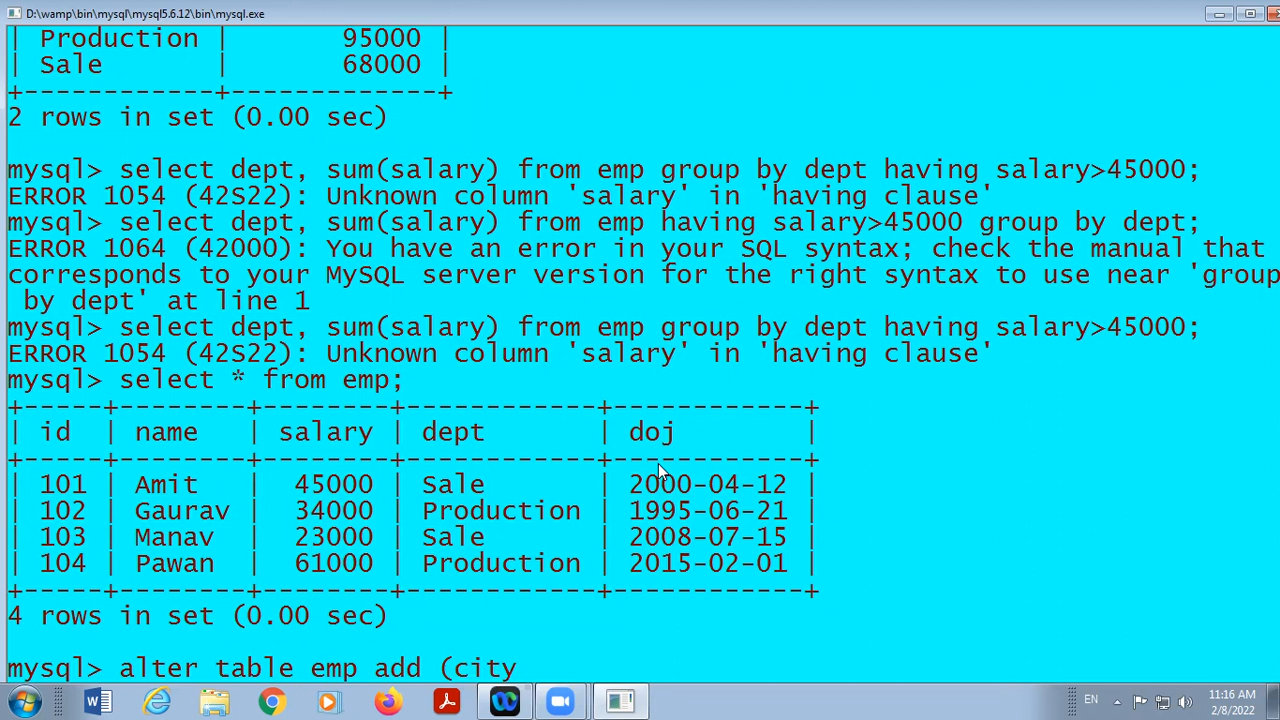 D:\wamp\bin\mysql\mysql5.6.12\bin\mysql.exe
| Production |       95000 |
| Sale       |       68000 |
+------------+-------------+
2 rows in set (0.00 sec)
mysql> select dept, sum(salary) from emp group by dept having salary>45000;
ERROR 1054 (42S22): Unknown column 'salary' in 'having clause'
mysql> select dept, sum(salary) from emp having salary>45000 group by dept;
ERROR 1064 (42000): You have an error in your SQL syntax; check the manual that
corresponds to your MySQL server version for the right syntax to use near 'group
 by dept' at line 1
mysql> select dept, sum(salary) from emp group by dept having salary>45000;
ERROR 1054 (42S22): Unknown column 'salary' in 'having clause'
mysql> select * from emp;
+-----+--------+--------+------------+------------+
| id  | name   | salary | dept       | doj        |
+-----+--------+--------+------------+------------+
| 101 | Amit   |  45000 | Sale       | 2000-04-12 |
| 102 | Gaurav |  34000 | Production | 1995-06-21 |
| 103 | Manav  |  23000 | Sale       | 2008-07-15 |
| 104 | Pawan  |  61000 | Production | 2015-02-01 |
+-----+--------+--------+------------+------------+
4 rows in set (0.00 sec)
mysql> alter table emp add (city
EN
11:16 AM
2/8/2022